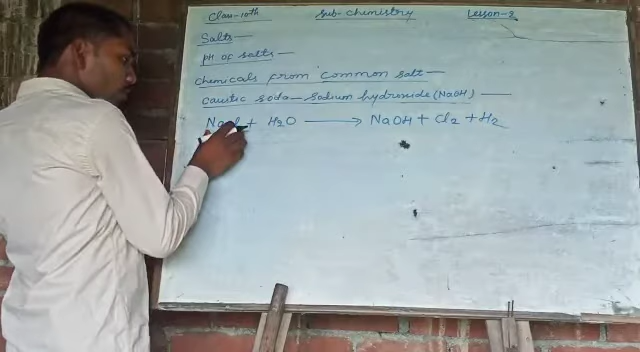 Class-10th Sub-Chemistry Lesson-2
Salts—
pH of salts—
Chemicals from common salt—
Caustic soda— Sodium hydroxide (NaOH)—
NaCl + H2O → NaOH + Cl2 + H2